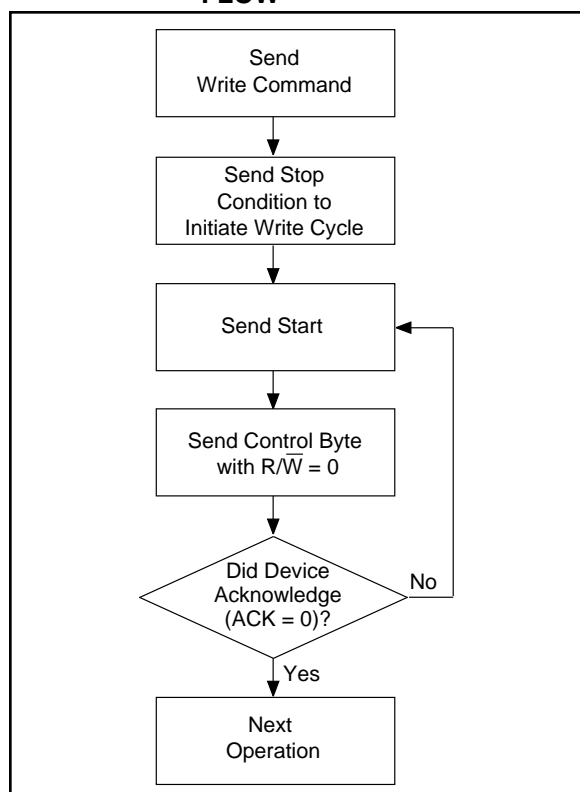 FLOW
Send
Write Command
Send Stop
Condition to
Initiate Write Cycle
Send Start
Send Control Byte
with R/W̅ = 0
Did Device
Acknowledge
(ACK = 0)?
No
Yes
Next
Operation